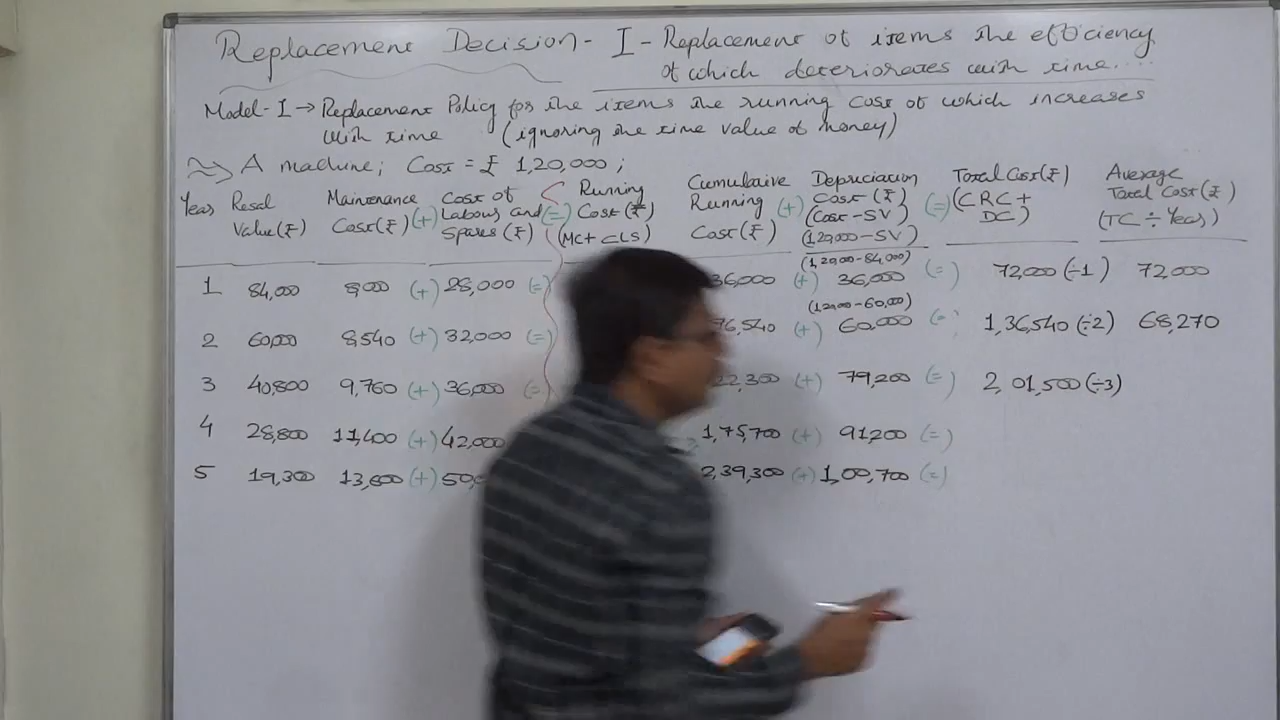 Replacement Decision - I - Replacement of items the efficiency
of which deteriorates with time....
Model - I → Replacement Policy for the items the running cost of which increases
with time (ignoring the time value of money)
A machine; Cost = ₹ 1,20,000 ;
Year Resal Value(₹) Maintenance Cost(₹) (+) Cost of Labour and Spares (₹) (=) Running Cost (₹) (MC + CLS) Cumulative Running Cost (₹) (+) Depreciation Cost (₹) (Cost - SV) (1,20,000 - SV) (=) Total Cost (₹) (CRC + DC) Average Total Cost (₹) (TC ÷ Year)
(1,20,000 - 84,000)
1 84,000 8,000 (+) 28,000 (=) 36,000 (+) 36,000 (=) 72,000 (÷1) 72,000
(1,20,000 - 60,000)
2 60,000 8,540 (+) 32,000 (=) 76,540 (+) 60,000 (=) 1,36,540 (÷2) 68,270
3 40,800 9,760 (+) 36,000 (=) 22,300 (+) 79,200 (=) 2,01,500 (÷3)
4 28,800 11,400 (+) 42,000 1,75,700 (+) 91,200 (=)
5 19,300 13,600 (+) 50, 2,39,300 (+) 1,00,700 (=)